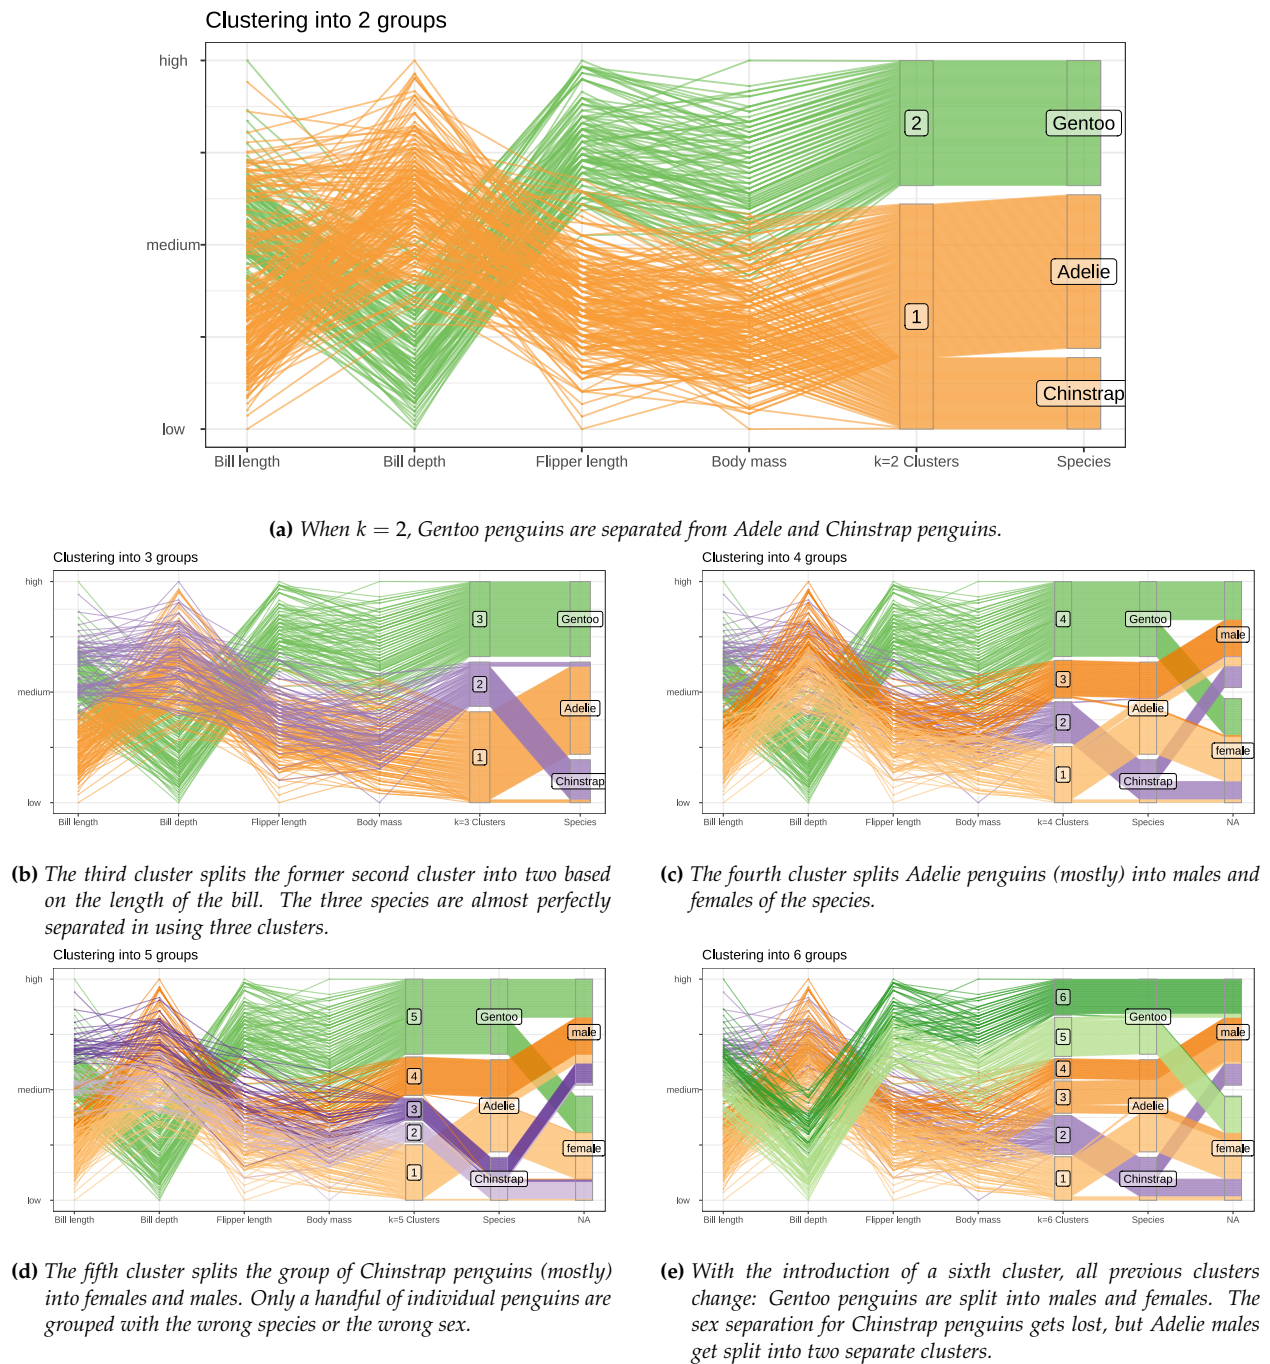 Clustering into 2 groups
high
medium
low
2
1
Gentoo
Adelie
Chinstrap
Bill length
Bill depth
Flipper length
Body mass
k=2 Clusters
Species
(a) When k = 2, Gentoo penguins are separated from Adele and Chinstrap penguins.
Clustering into 3 groups
high
medium
low
3
2
1
Gentoo
Adelie
Chinstrap
Bill length
Bill depth
Flipper length
Body mass
k=3 Clusters
Species
(b) The third cluster splits the former second cluster into two based
on the length of the bill. The three species are almost perfectly
separated in using three clusters.
Clustering into 4 groups
high
medium
low
4
3
2
1
Gentoo
Adelie
Chinstrap
male
female
Bill length
Bill depth
Flipper length
Body mass
k=4 Clusters
Species
NA
(c) The fourth cluster splits Adelie penguins (mostly) into males and
females of the species.
Clustering into 5 groups
high
medium
low
5
4
3
2
1
Gentoo
Adelie
Chinstrap
male
female
Bill length
Bill depth
Flipper length
Body mass
k=5 Clusters
Species
NA
(d) The fifth cluster splits the group of Chinstrap penguins (mostly)
into females and males. Only a handful of individual penguins are
grouped with the wrong species or the wrong sex.
Clustering into 6 groups
high
medium
low
6
5
4
3
2
1
Gentoo
Adelie
Chinstrap
male
female
Bill length
Bill depth
Flipper length
Body mass
k=6 Clusters
Species
NA
(e) With the introduction of a sixth cluster, all previous clusters
change: Gentoo penguins are split into males and females. The
sex separation for Chinstrap penguins gets lost, but Adelie males
get split into two separate clusters.